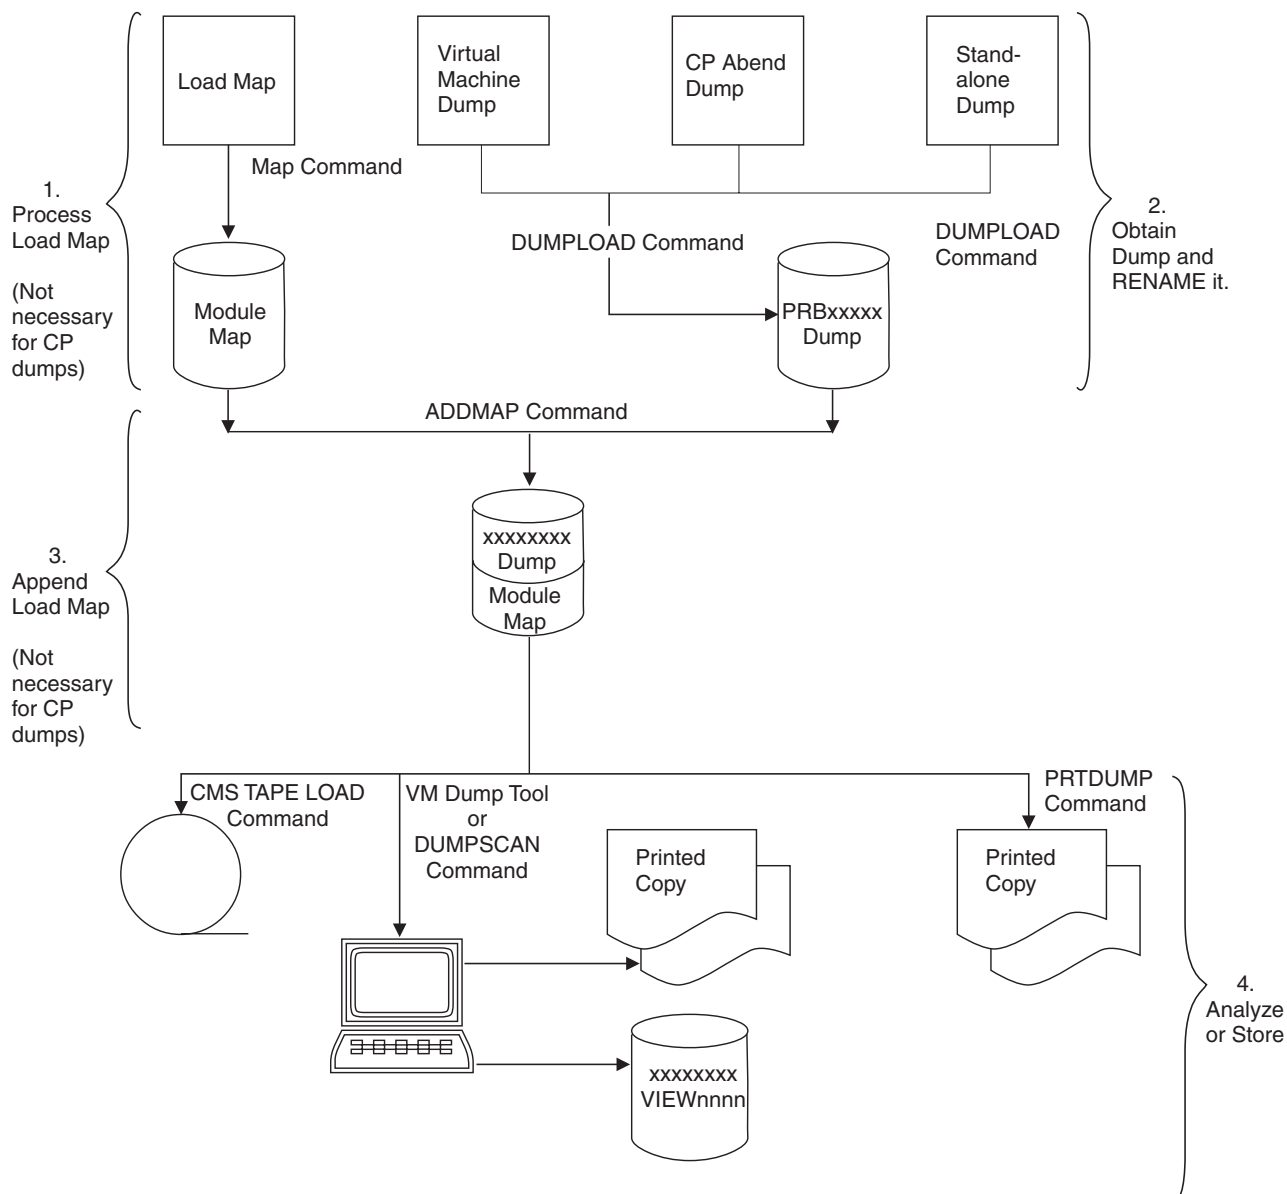 Load Map
Virtual
Machine
Dump
CP Abend
Dump
Stand-
alone
Dump
Map Command
1.
Process
Load Map
(Not
necessary
for CP
dumps)
DUMPLOAD Command
DUMPLOAD
Command
2.
Obtain
Dump and
RENAME it.
Module
Map
PRBxxxxx
Dump
ADDMAP Command
xxxxxxxx
Dump
Module
Map
3.
Append
Load Map
(Not
necessary
for CP
dumps)
CMS TAPE LOAD
Command
VM Dump Tool
or
DUMPSCAN
Command
PRTDUMP
Command
Printed
Copy
Printed
Copy
4.
Analyze
or Store
xxxxxxxx
VIEWnnnn